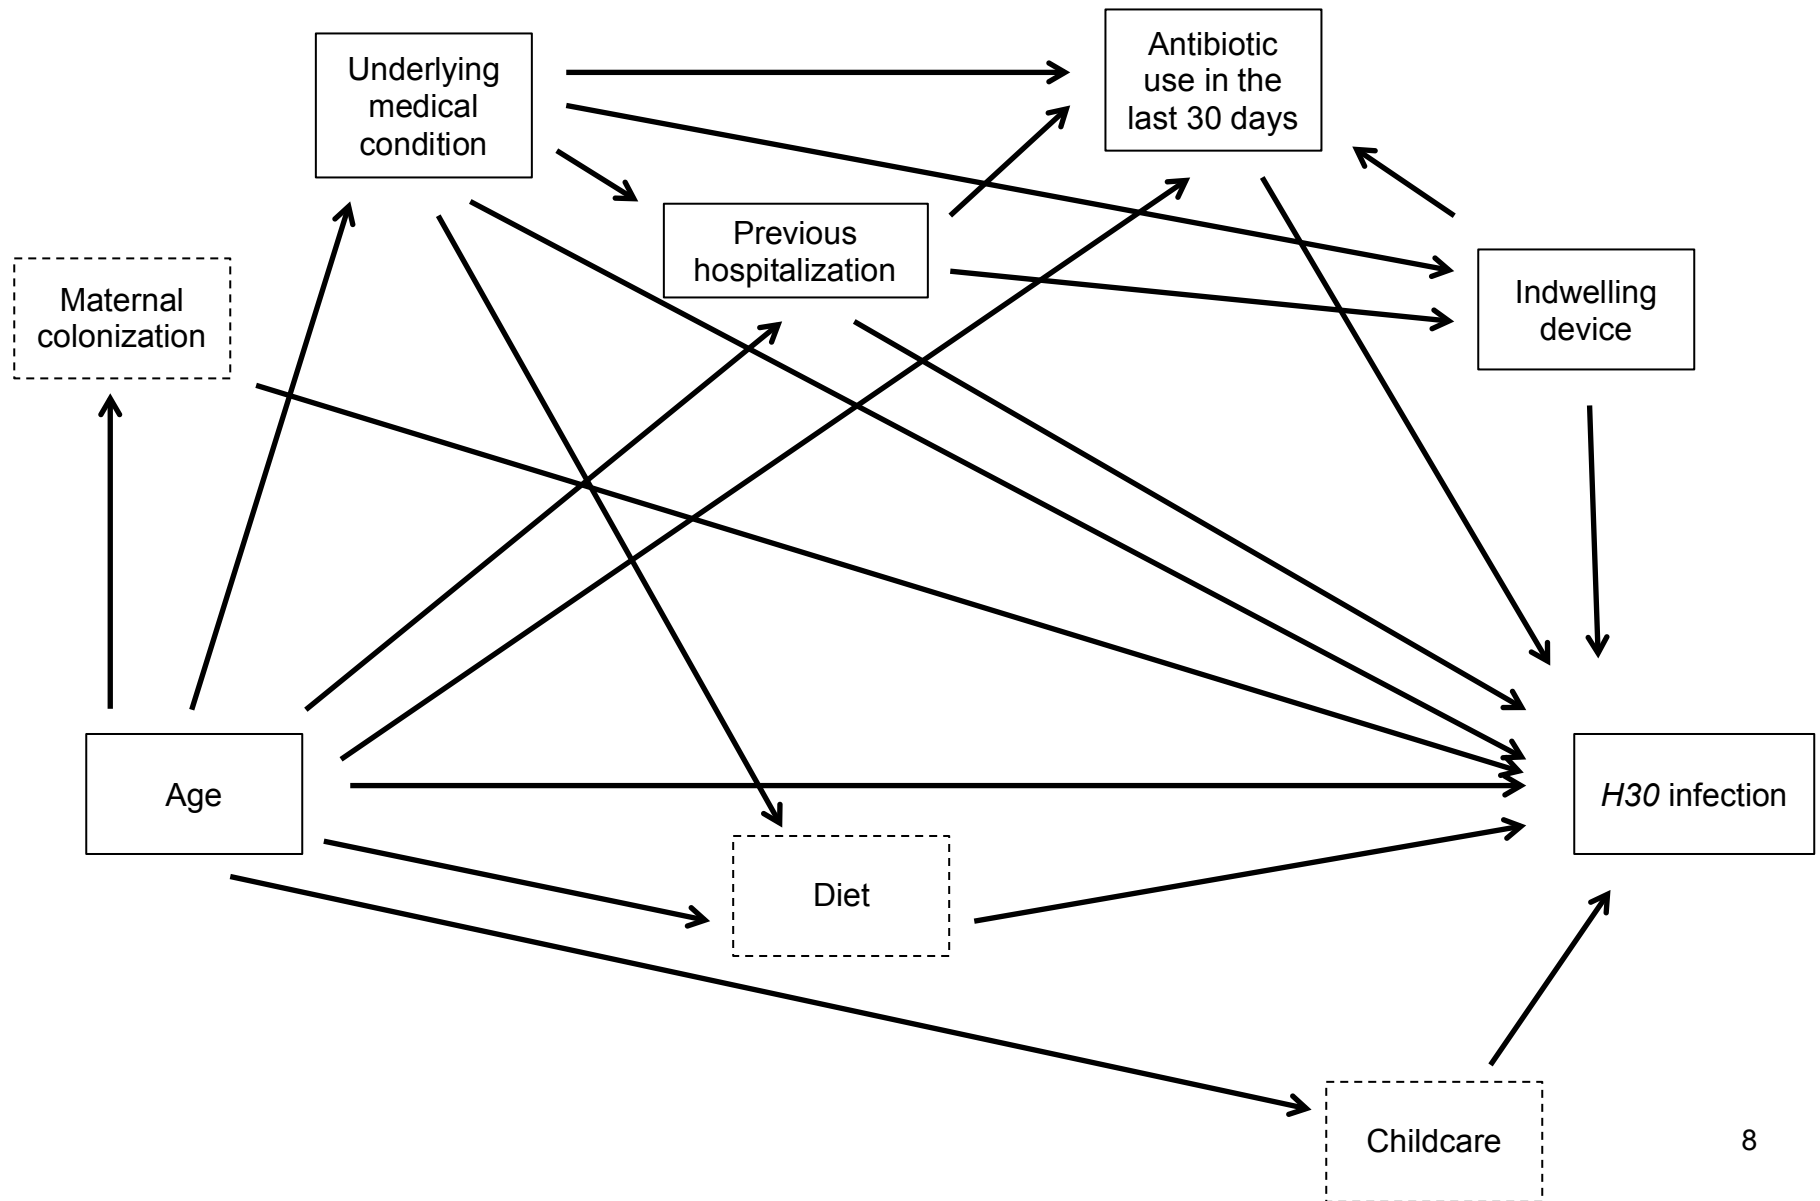 Underlying
medical
condition
Antibiotic
use in the
last 30 days
Previous
hospitalization
Maternal
colonization
Indwelling
device
Age
H30 infection
Diet
Childcare
8